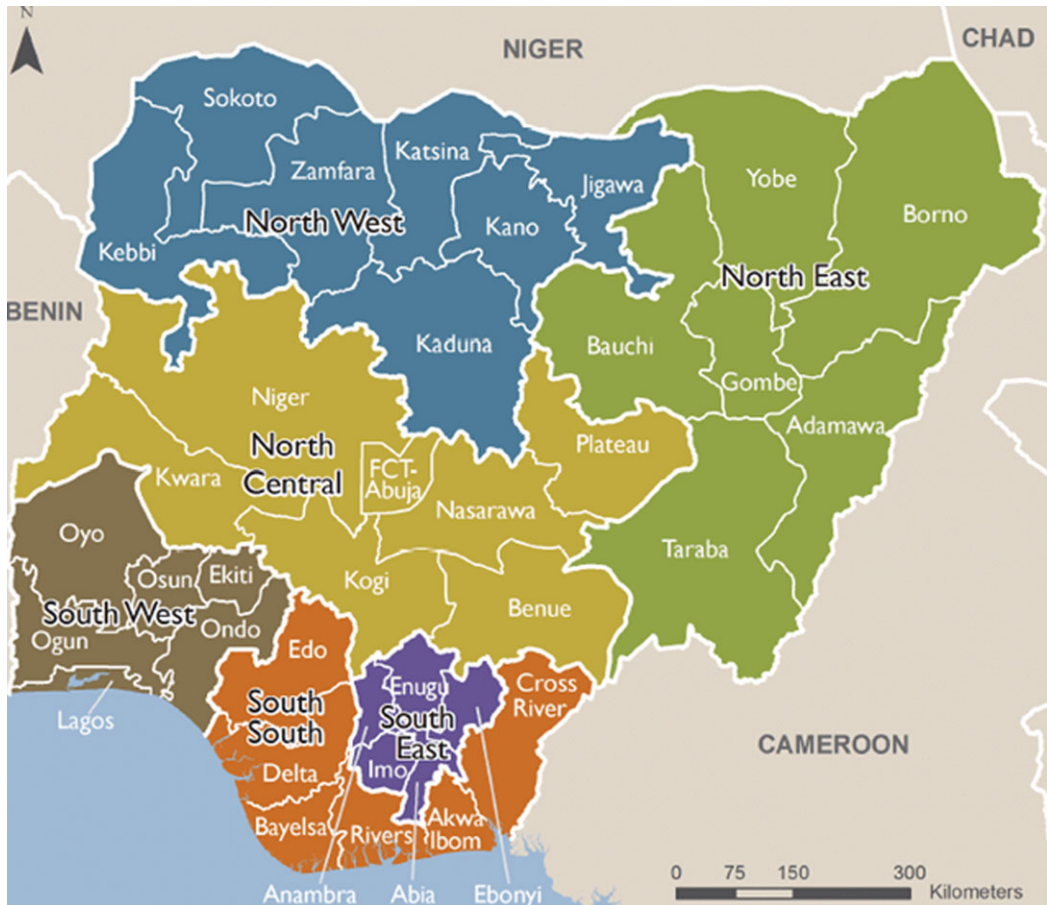 N
NIGER
CHAD
Sokoto
Katsina
Zamfara
Jigawa
Yobe
North West
Kano
Borno
Kebbi
North East
BENIN
Kaduna
Bauchi
Gombe
Niger
Adamawa
North
Central
Plateau
FCT-
Abuja
Kwara
Nasarawa
Oyo
Taraba
Osun
Ekiti
Kogi
Benue
South West
Ondo
Ogun
Edo
Enugu
Cross
River
South
South
South
East
Lagos
CAMEROON
Imo
Delta
Bayelsa
Rivers
Akwa
Ibom
Anambra
Abia
Ebonyi
0 75 150 300
Kilometers